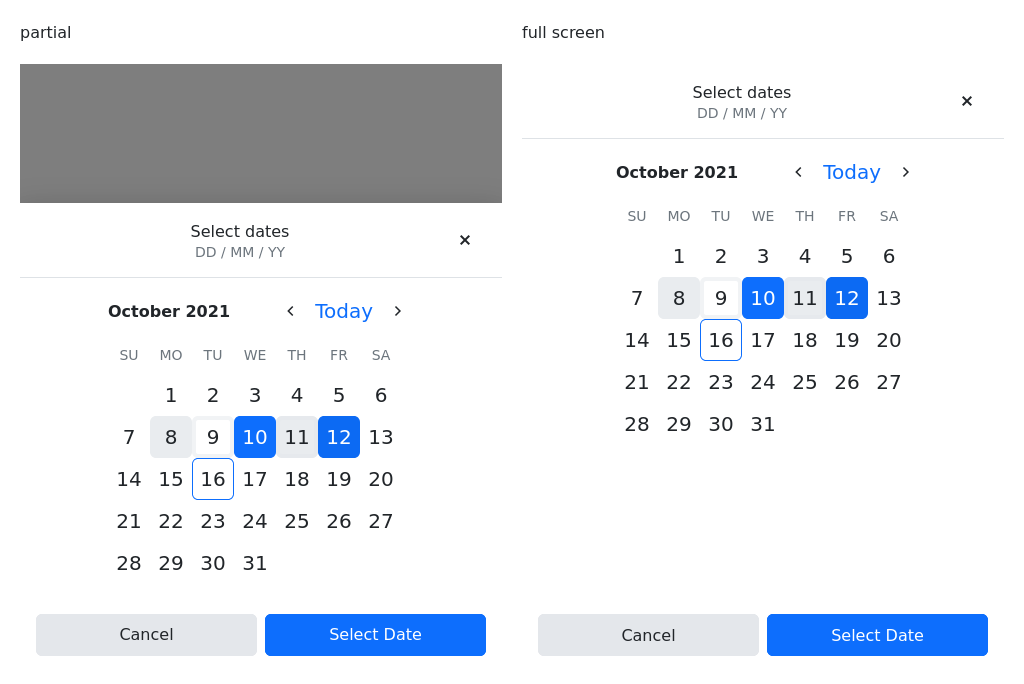 partial
Select dates
DD / MM / YY
October 2021 Today
SU MO TU WE TH FR SA
1 2 3 4 5 6
7 8 9 10 11 12 13
14 15 16 17 18 19 20
21 22 23 24 25 26 27
28 29 30 31
Cancel Select Date
full screen
Select dates
DD / MM / YY
October 2021 Today
SU MO TU WE TH FR SA
1 2 3 4 5 6
7 8 9 10 11 12 13
14 15 16 17 18 19 20
21 22 23 24 25 26 27
28 29 30 31
Cancel Select Date